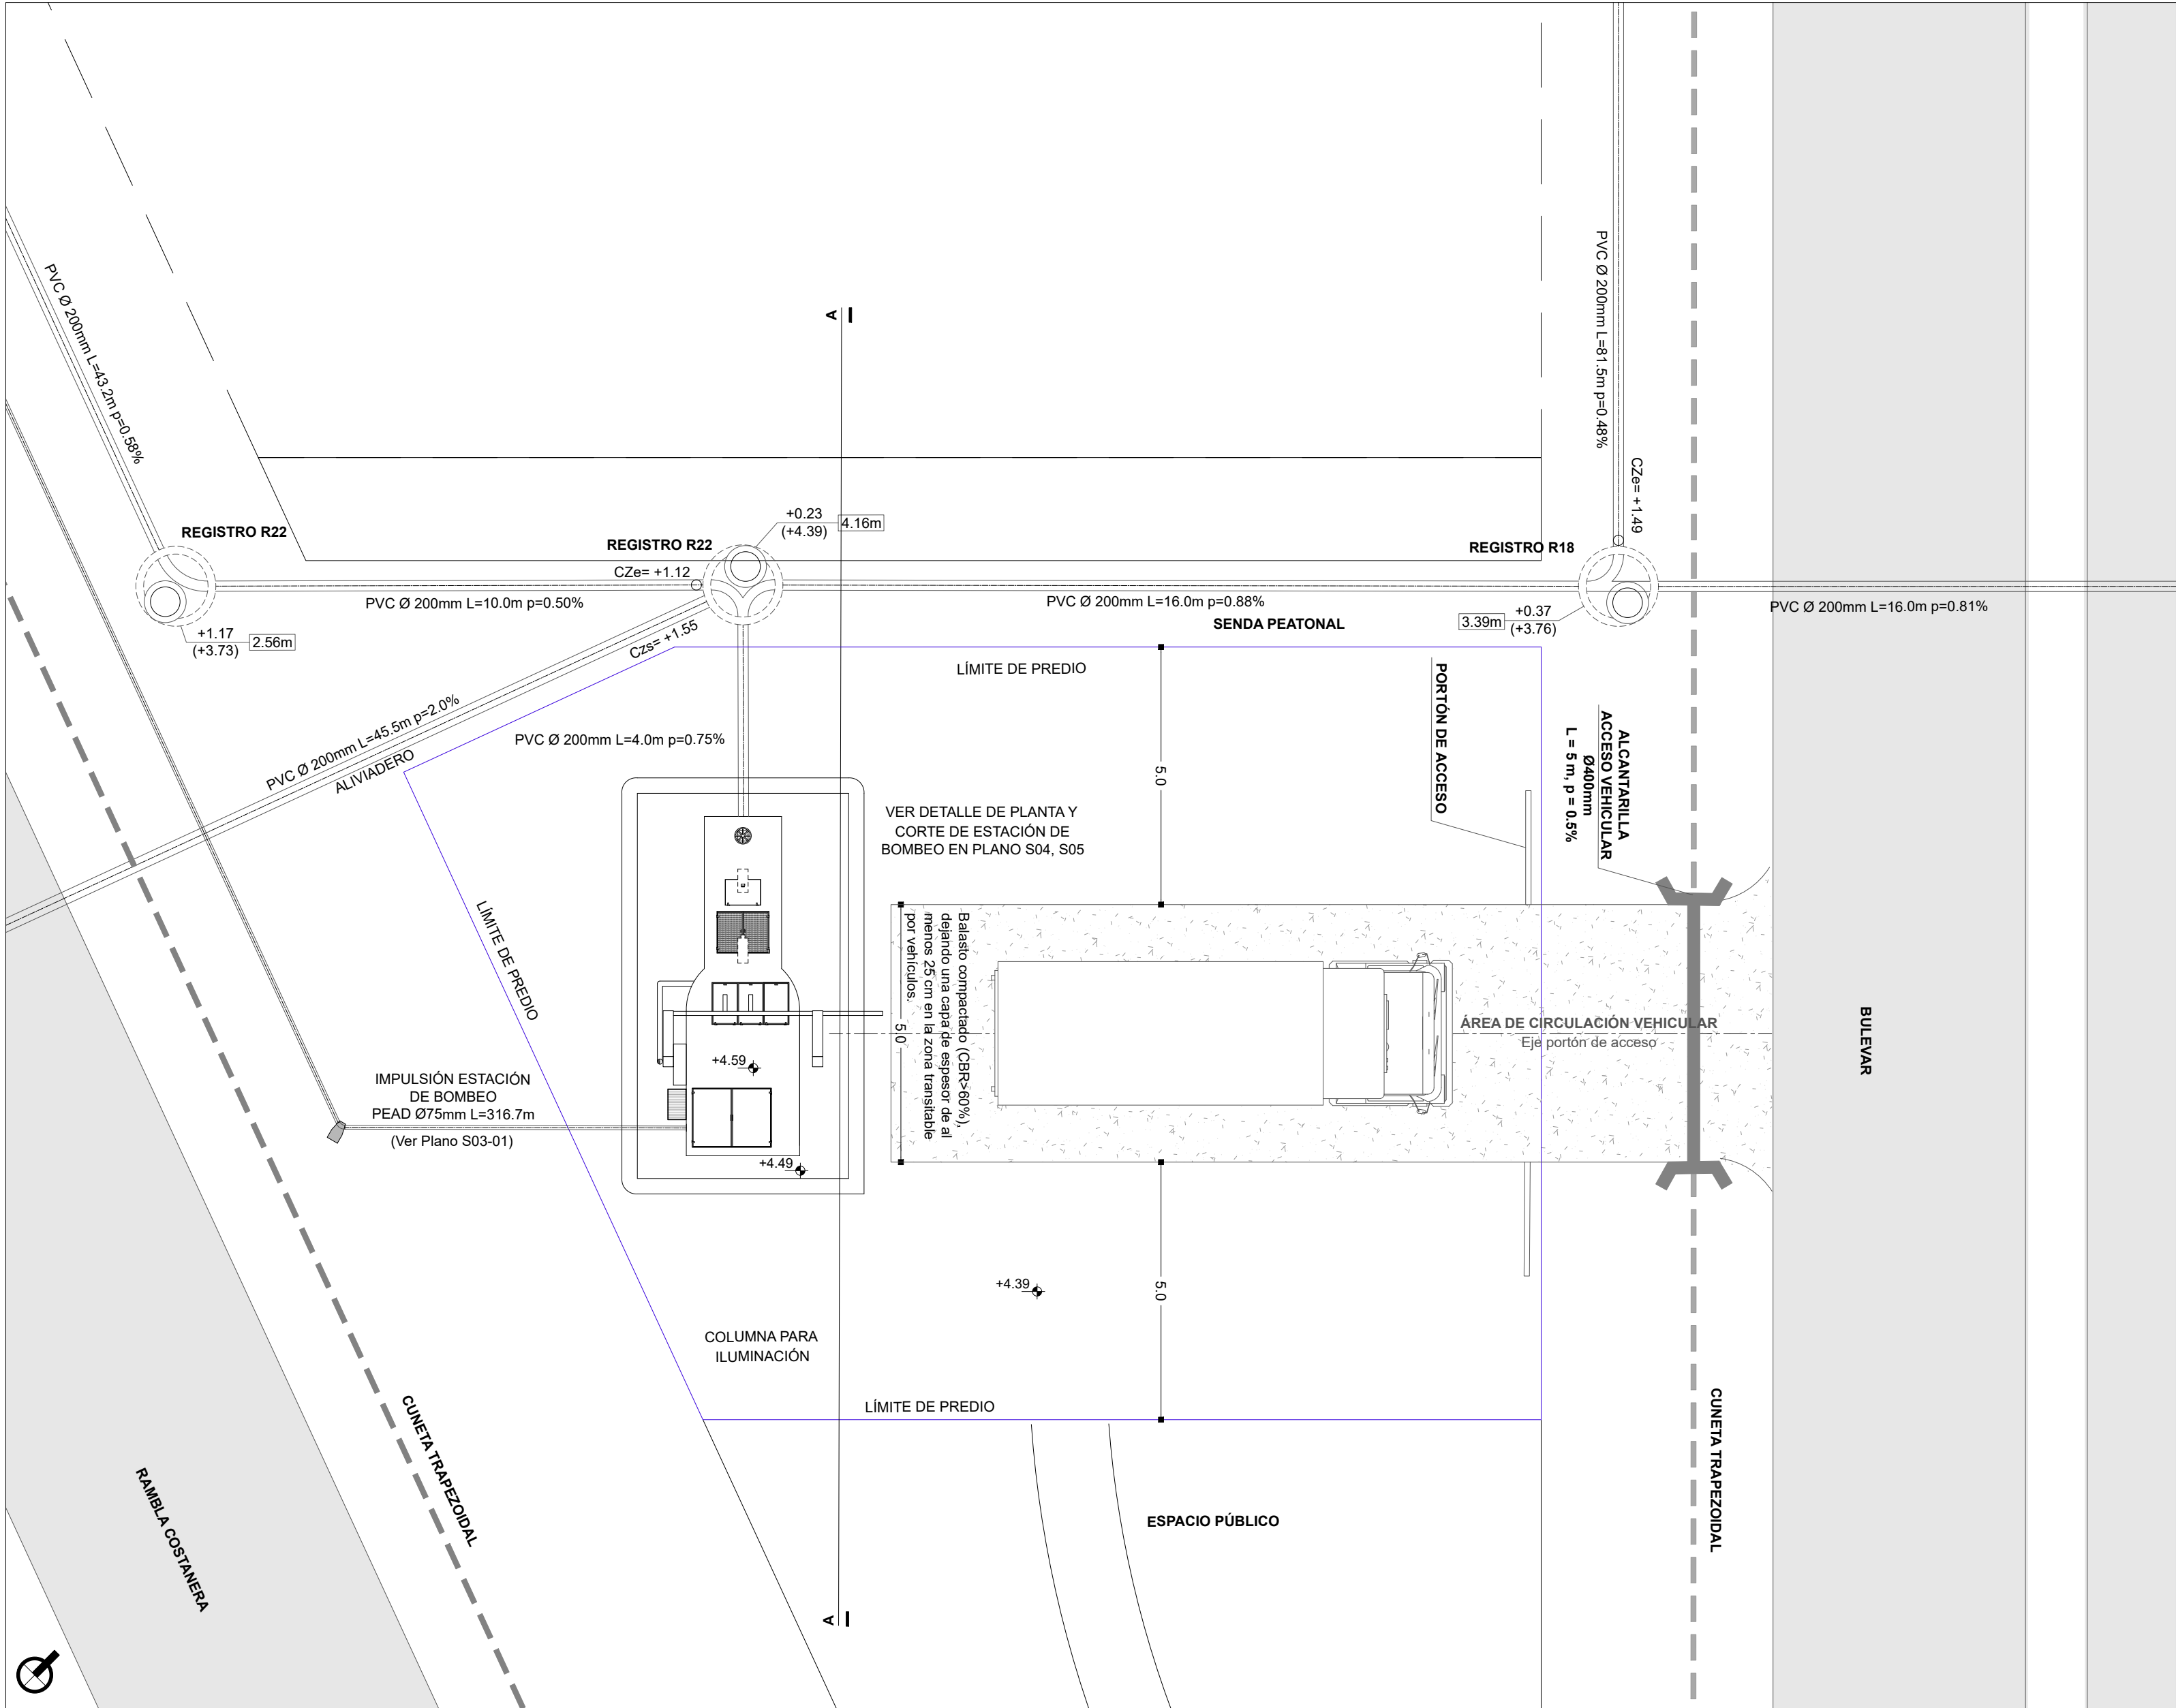 PVC Ø 200mm L=43.2m p=0.58%
A
PVC Ø 200mm L=81.5m p=0.48%
CZe= +1.49
REGISTRO R22
REGISTRO R22
+0.23
(+4.39)
4.16m
REGISTRO R18
CZe= +1.12
PVC Ø 200mm L=10.0m p=0.50%
PVC Ø 200mm L=16.0m p=0.88%
PVC Ø 200mm L=16.0m p=0.81%
+1.17
(+3.73)
2.56m
3.39m
+0.37
(+3.76)
SENDA PEATONAL
Czs= +1.55
LÍMITE DE PREDIO
PVC Ø 200mm L=45.5m p=2.0%
ALIVIADERO
PVC Ø 200mm L=4.0m p=0.75%
5.0
PORTÓN DE ACCESO
ALCANTARILLA
ACCESO VEHICULAR
Ø400mm
L = 5 m, p = 0.5%
VER DETALLE DE PLANTA Y
CORTE DE ESTACIÓN DE
BOMBEO EN PLANO S04, S05
LÍMITE DE PREDIO
Balasto compactado (CBR>60%),
dejando una capa de espesor de al
menos 25 cm en la zona transitable
por vehículos.
5.0
ÁREA DE CIRCULACIÓN VEHICULAR
Eje portón de acceso
BULEVAR
+4.59
IMPULSIÓN ESTACIÓN
DE BOMBEO
PEAD Ø75mm L=316.7m
(Ver Plano S03-01)
+4.49
+4.39
5.0
COLUMNA PARA
ILUMINACIÓN
LÍMITE DE PREDIO
CUNETA TRAPEZOIDAL
CUNETA TRAPEZOIDAL
RAMBLA COSTANERA
ESPACIO PÚBLICO
A